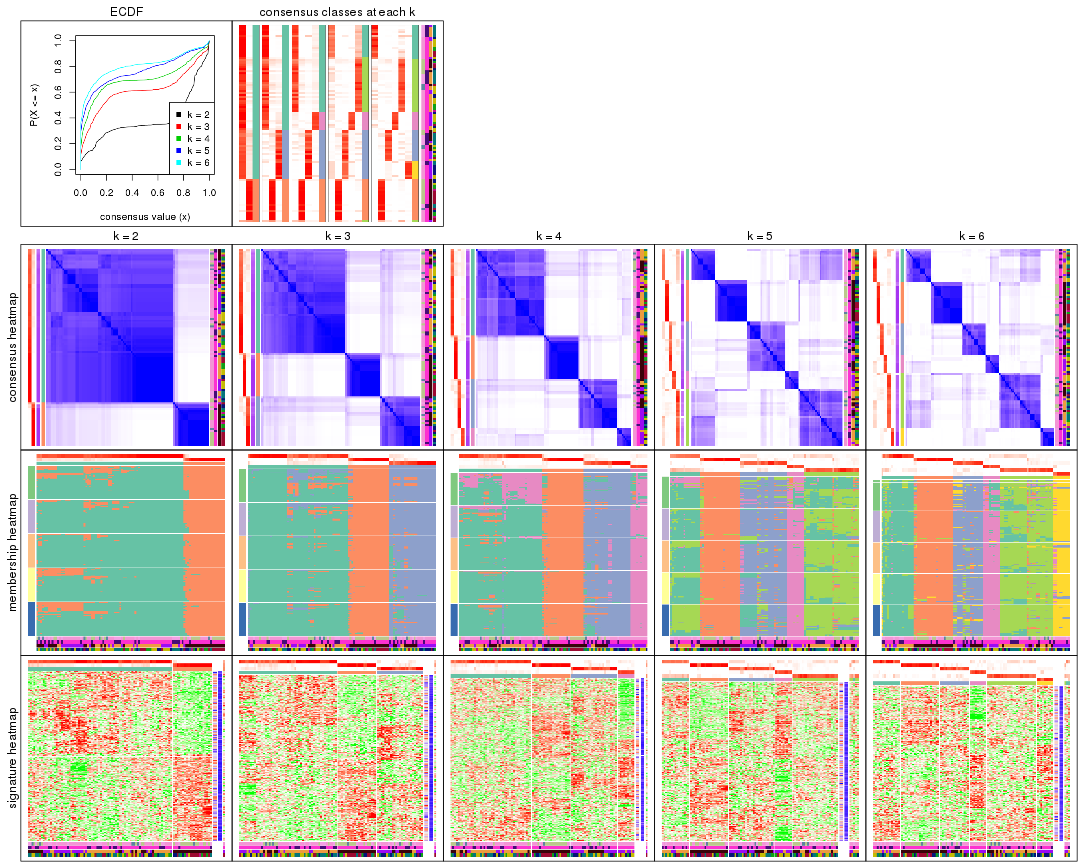 ECDF
consensus classes at each k
P(X <= x)
0.0 0.2 0.4 0.6 0.8 1.0
k = 2
k = 3
k = 4
k = 5
k = 6
0.0 0.2 0.4 0.6 0.8 1.0
consensus value (x)
k = 2
k = 3
k = 4
k = 5
k = 6
consensus heatmap
membership heatmap
signature heatmap